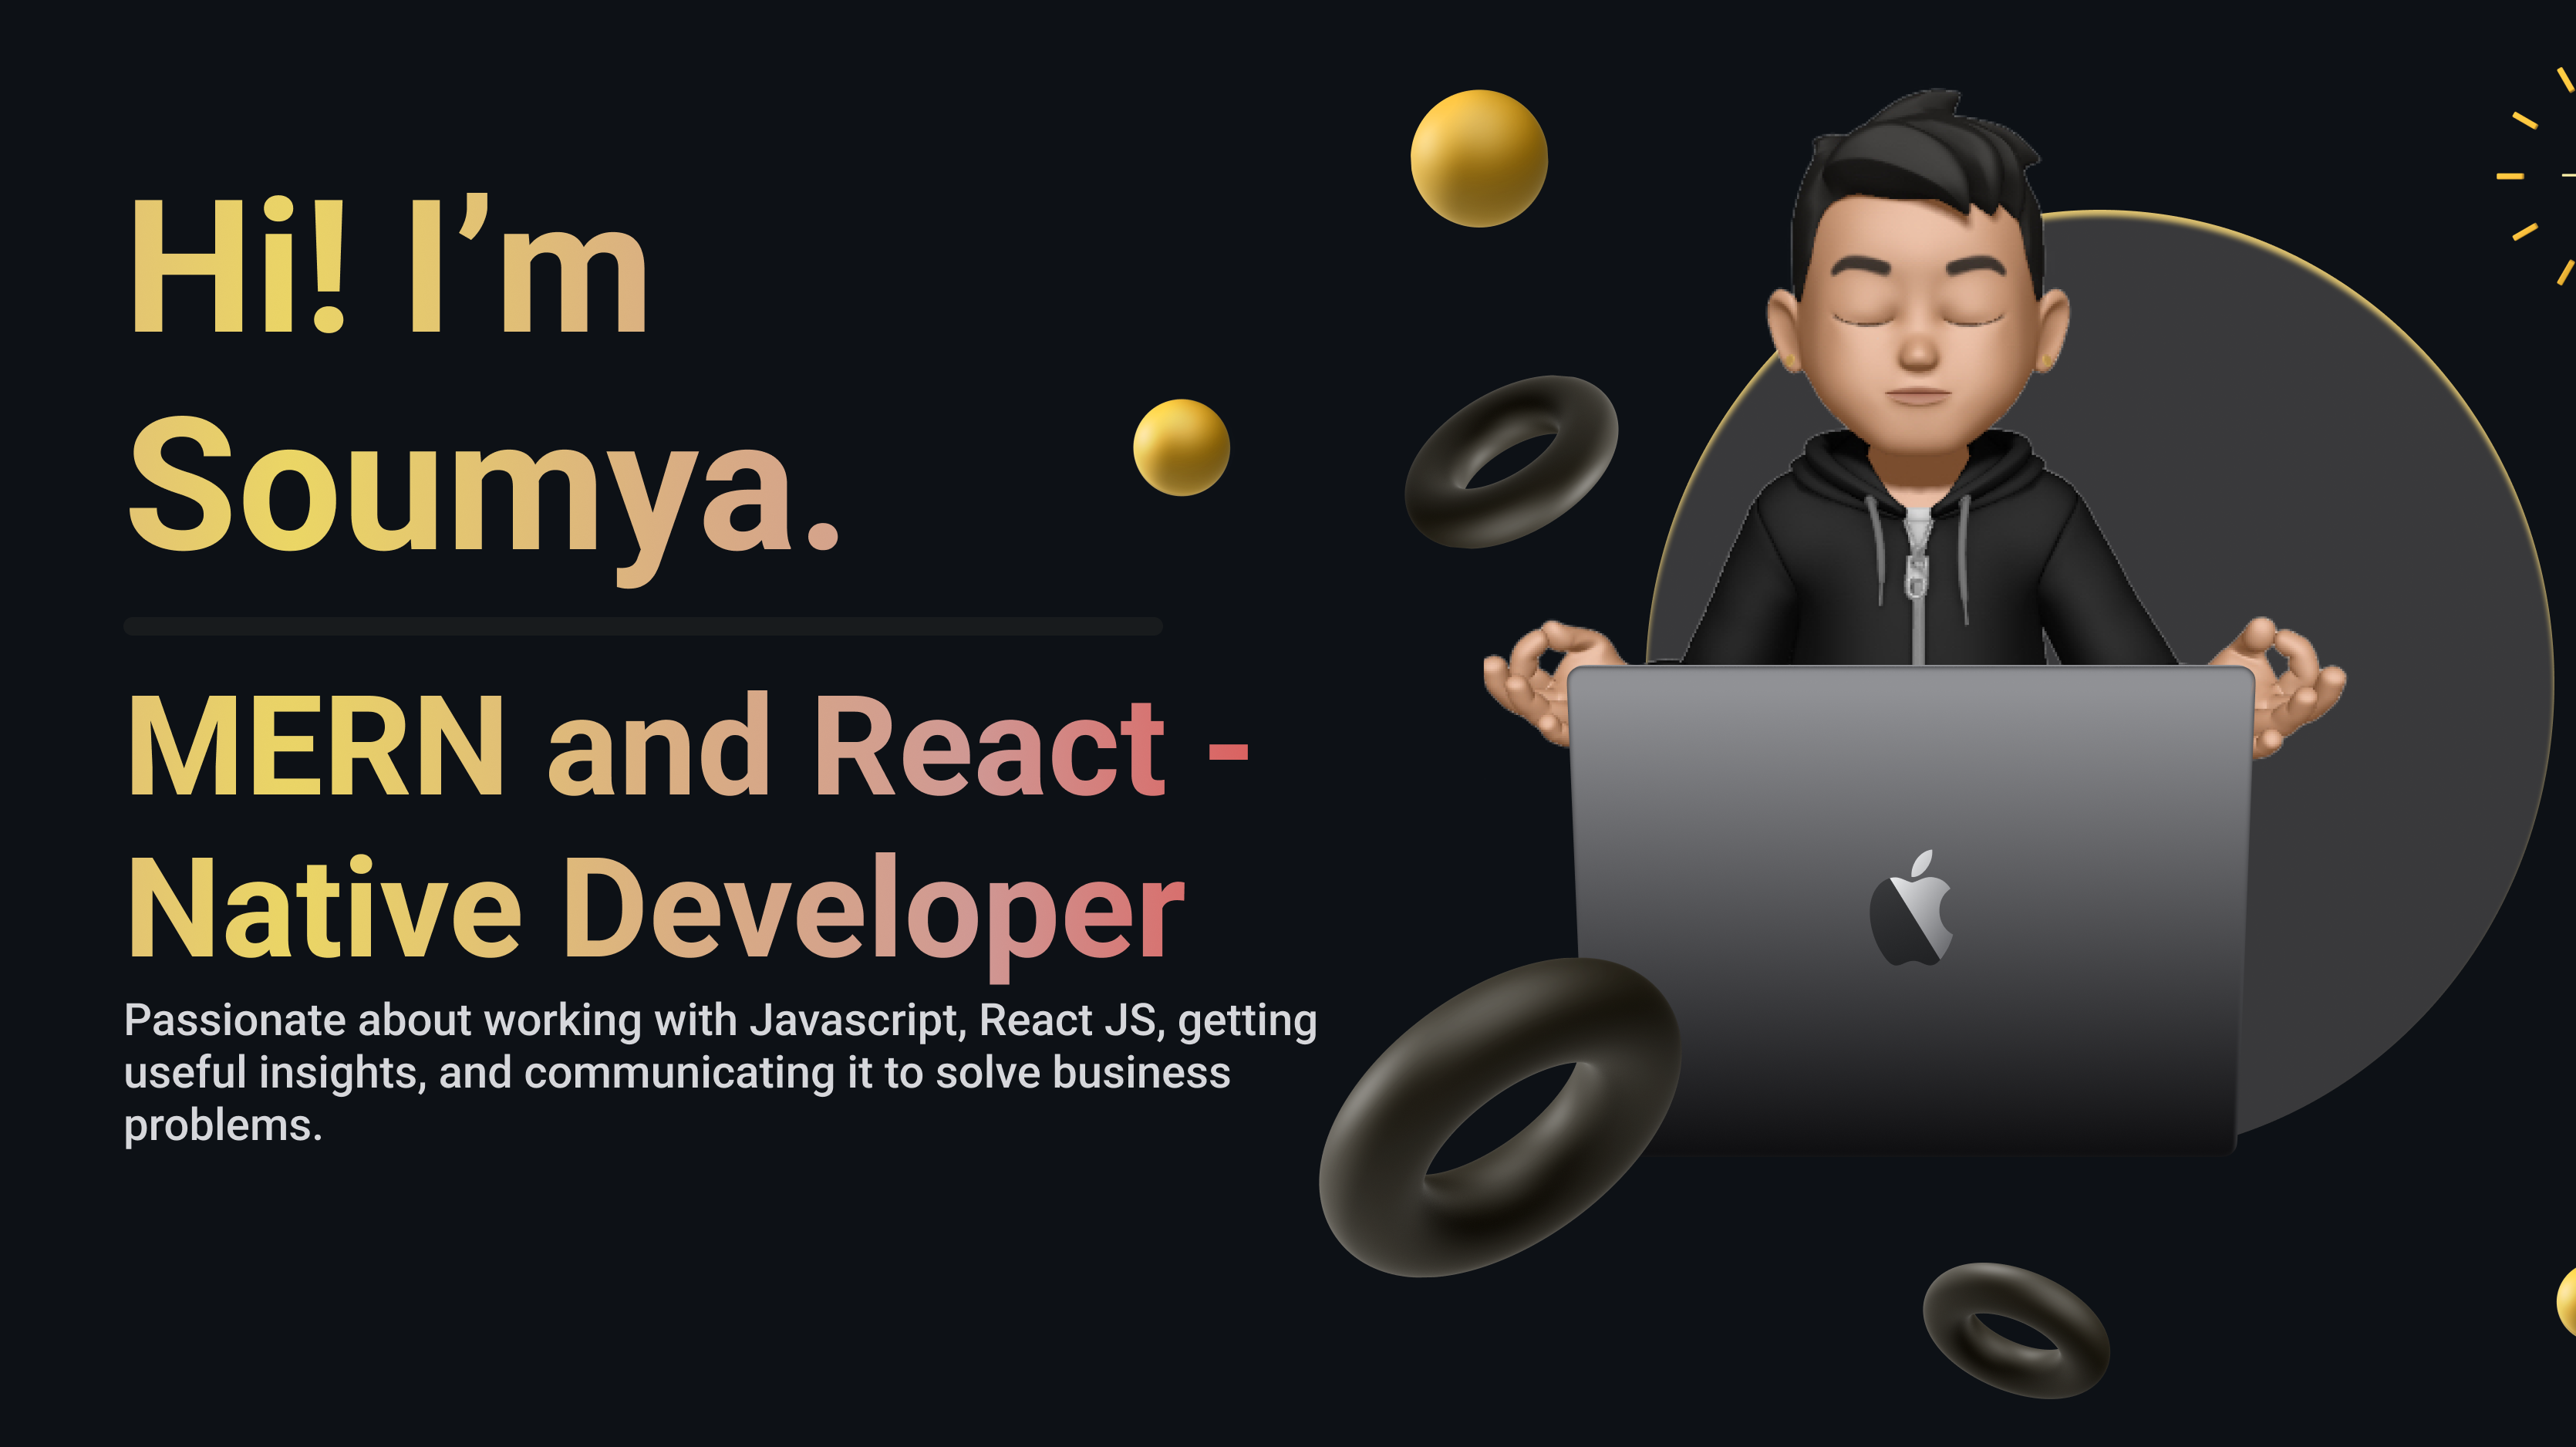 Hi! I’m
Soumya.
MERN and React -
Native Developer
Passionate about working with Javascript, React JS, getting
useful insights, and communicating it to solve business
problems.